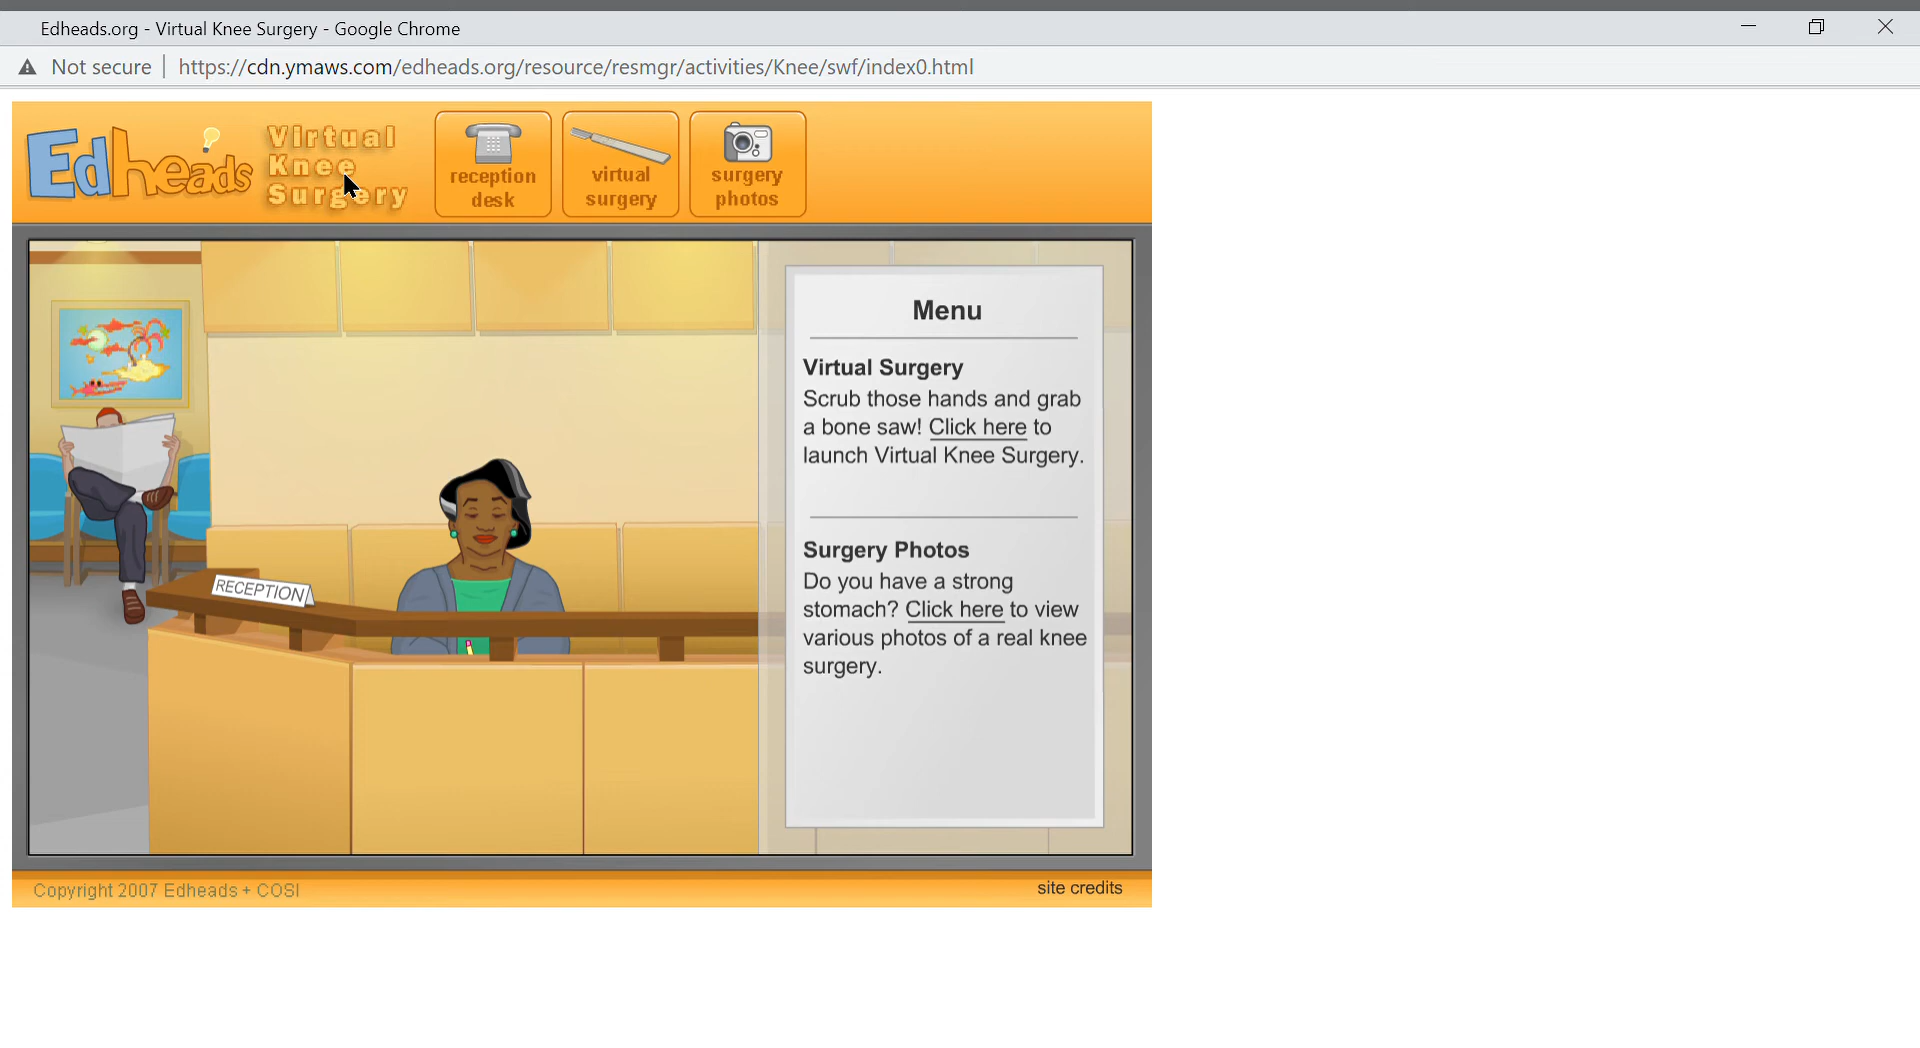 Edheads.org - Virtual Knee Surgery - Google Chrome
Not secure
https://cdn.ymaws.com/edheads.org/resource/resmgr/activities/Knee/swf/index0.html
Edheads
Virtual
Knee
Surgery
reception
desk
virtual
surgery
surgery
photos
RECEPTION
Menu
Virtual Surgery
Scrub those hands and grab
a bone saw! Click here to
launch Virtual Knee Surgery.
Surgery Photos
Do you have a strong
stomach? Click here to view
various photos of a real knee
surgery.
Copyright 2007 Edheads + COSI
site credits